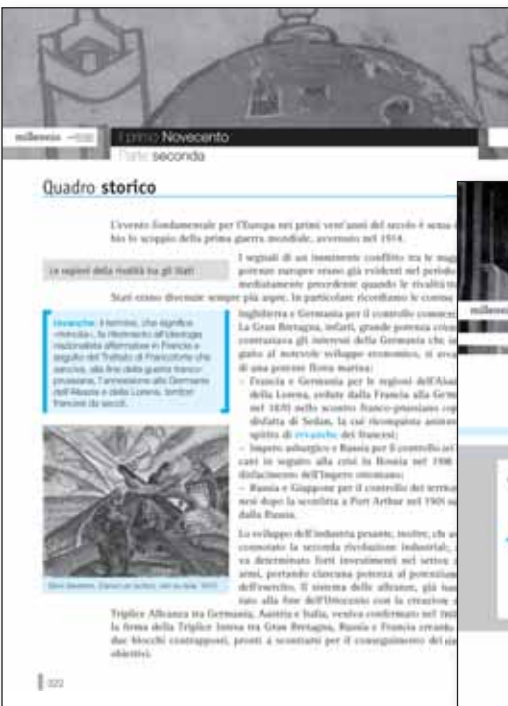 millennio
Il primo Novecento
Parte seconda
Quadro storico
L'evento fondamentale per l'Europa nei primi vent'anni del secolo è senza
bio lo scoppio della prima guerra mondiale, avvenuto nel 1914.
Le ragioni della rivalità tra gli Stati
I segnali di un imminente conflitto tra le
potenze europee erano già evidenti nel periodo
mediatamente precedente quando le rivalità tra
Stati erano divenute sempre più aspre. In particolare ricordiamo le
Inghilterra e Germania per il controllo
La Gran Bretagna, infatti, grande potenza
contrastava gli interessi della Germania che
guito al notevole sviluppo economico, si
di una potente flotta marina;
– Francia e Germania per le regioni
della Lorena, cedute dalla Francia alla
nel 1870 nello scontro franco-prussiano
disfatta di Sedan, la cui riconquista
spirito di revanche dei francesi;
– Impero asburgico e Russia per il controllo
cani in seguito alla crisi in Bosnia nel 1908
disfacimento dell'Impero ottomano;
– Russia e Giappone per il controllo dei
nesi dopo la sconfitta a Port Arthur nel
dalla Russia.
revanche: il termine, che significa
«rivincita», fa riferimento all'ideologia
nazionalista affermatasi in Francia a
seguito del Trattato di Francoforte che
sanciva, alla fine della guerra franco-
prussiana, l'annessione alla Germania
dell'Alsazia e della Lorena, territori
francesi da secoli.
Lo sviluppo dell'industria pesante, inoltre, che
connotato la seconda rivoluzione industriale,
va determinato forti investimenti nel settore
armi, portando ciascuna potenza al
dell'esercito. Il sistema delle alleanze, già
nato alla fine dell'Ottocento con la creazione
Triplice Alleanza tra Germania, Austria e Italia, veniva confermato nel
la firma della Triplice Intesa tra Gran Bretagna, Russia e Francia creando
due blocchi contrapposti, pronti a scontrarsi per il conseguimento dei
obiettivi.
millennio